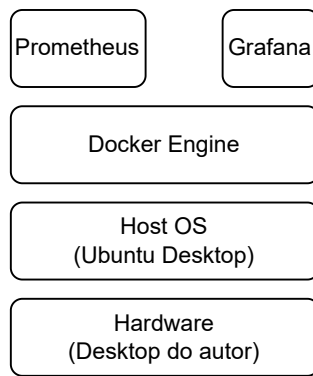 Prometheus
Grafana
Docker Engine
Host OS
(Ubuntu Desktop)
Hardware
(Desktop do autor)